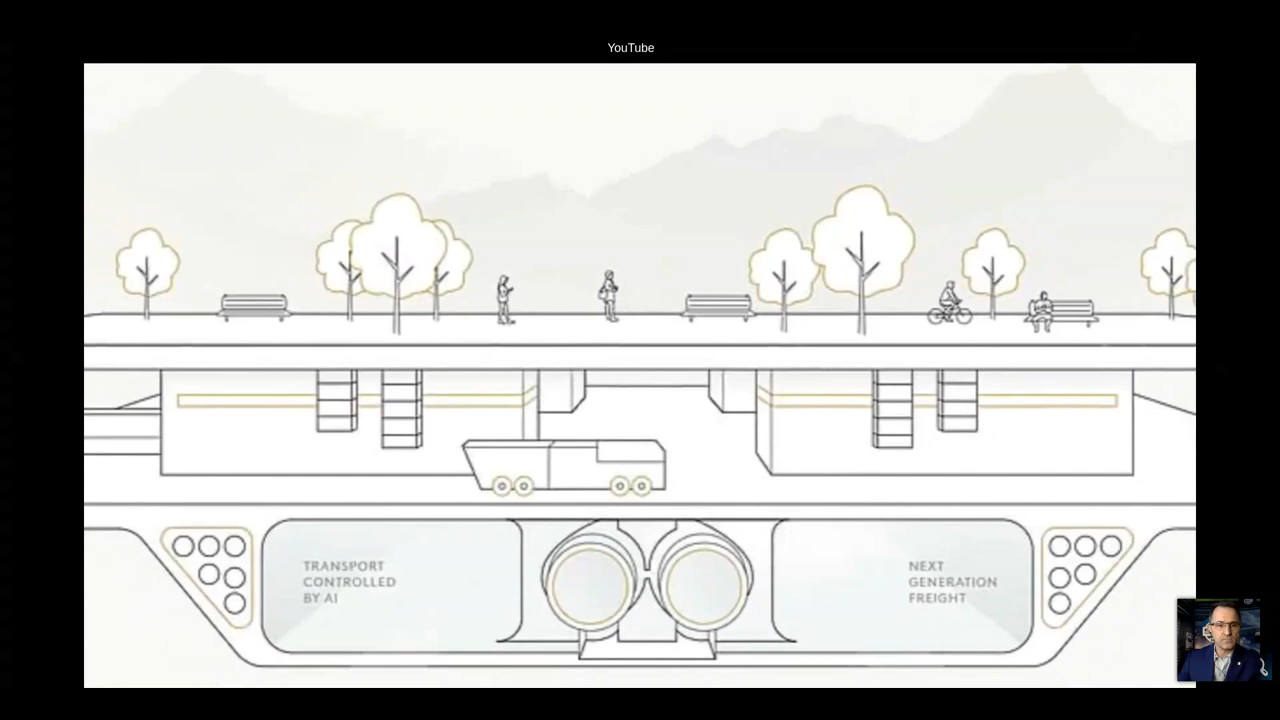 YouTube
TRANSPORT
CONTROLLED
BY AI
NEXT
GENERATION
FREIGHT